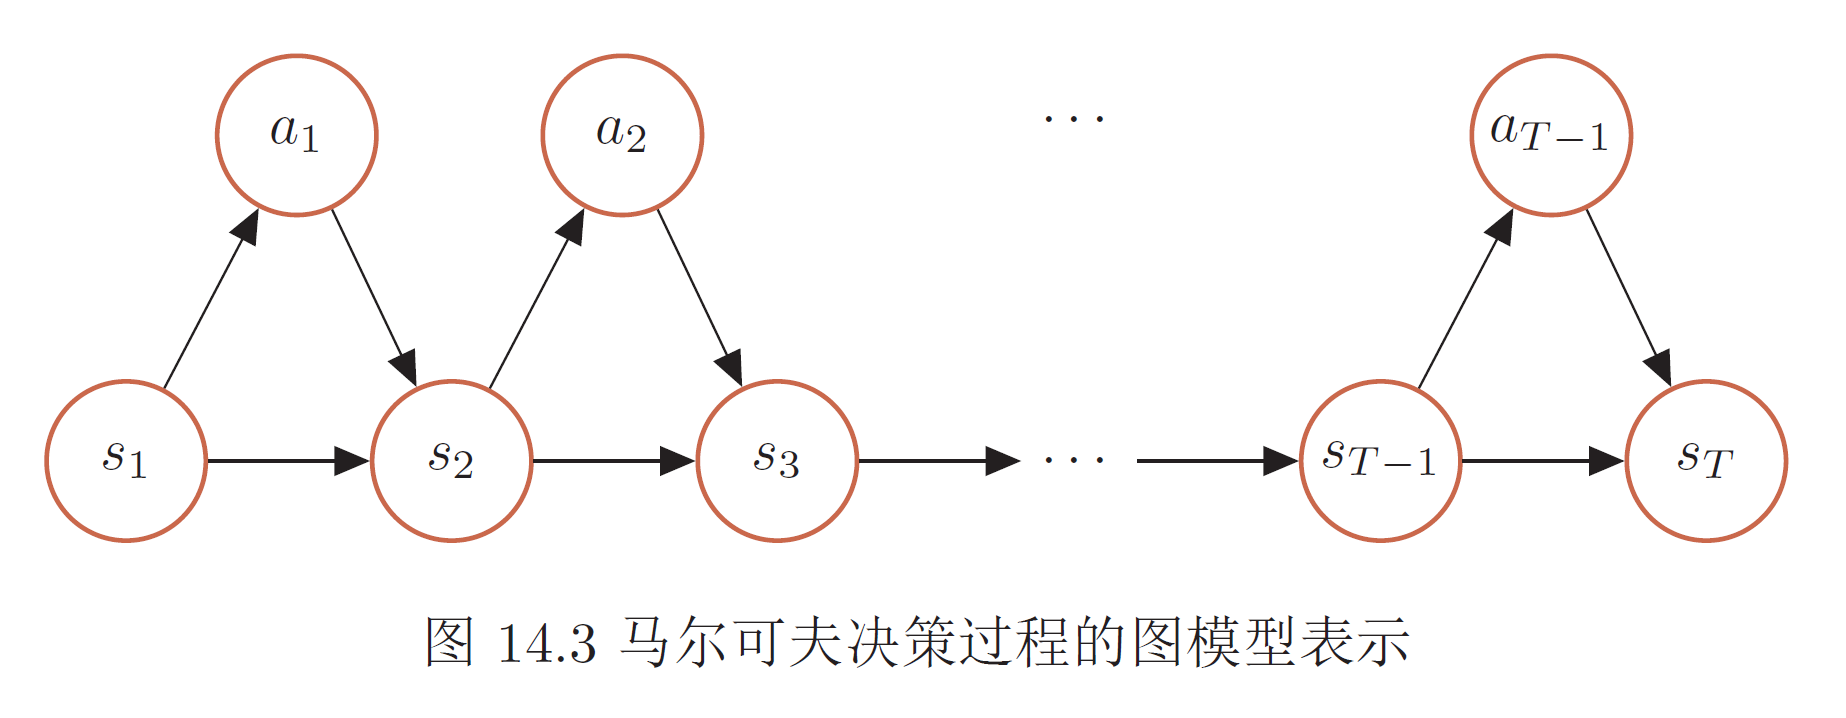 a1 a2 ··· aT−1
s1 s2 s3 ··· sT−1 sT
图 14.3 马尔可夫决策过程的图模型表示